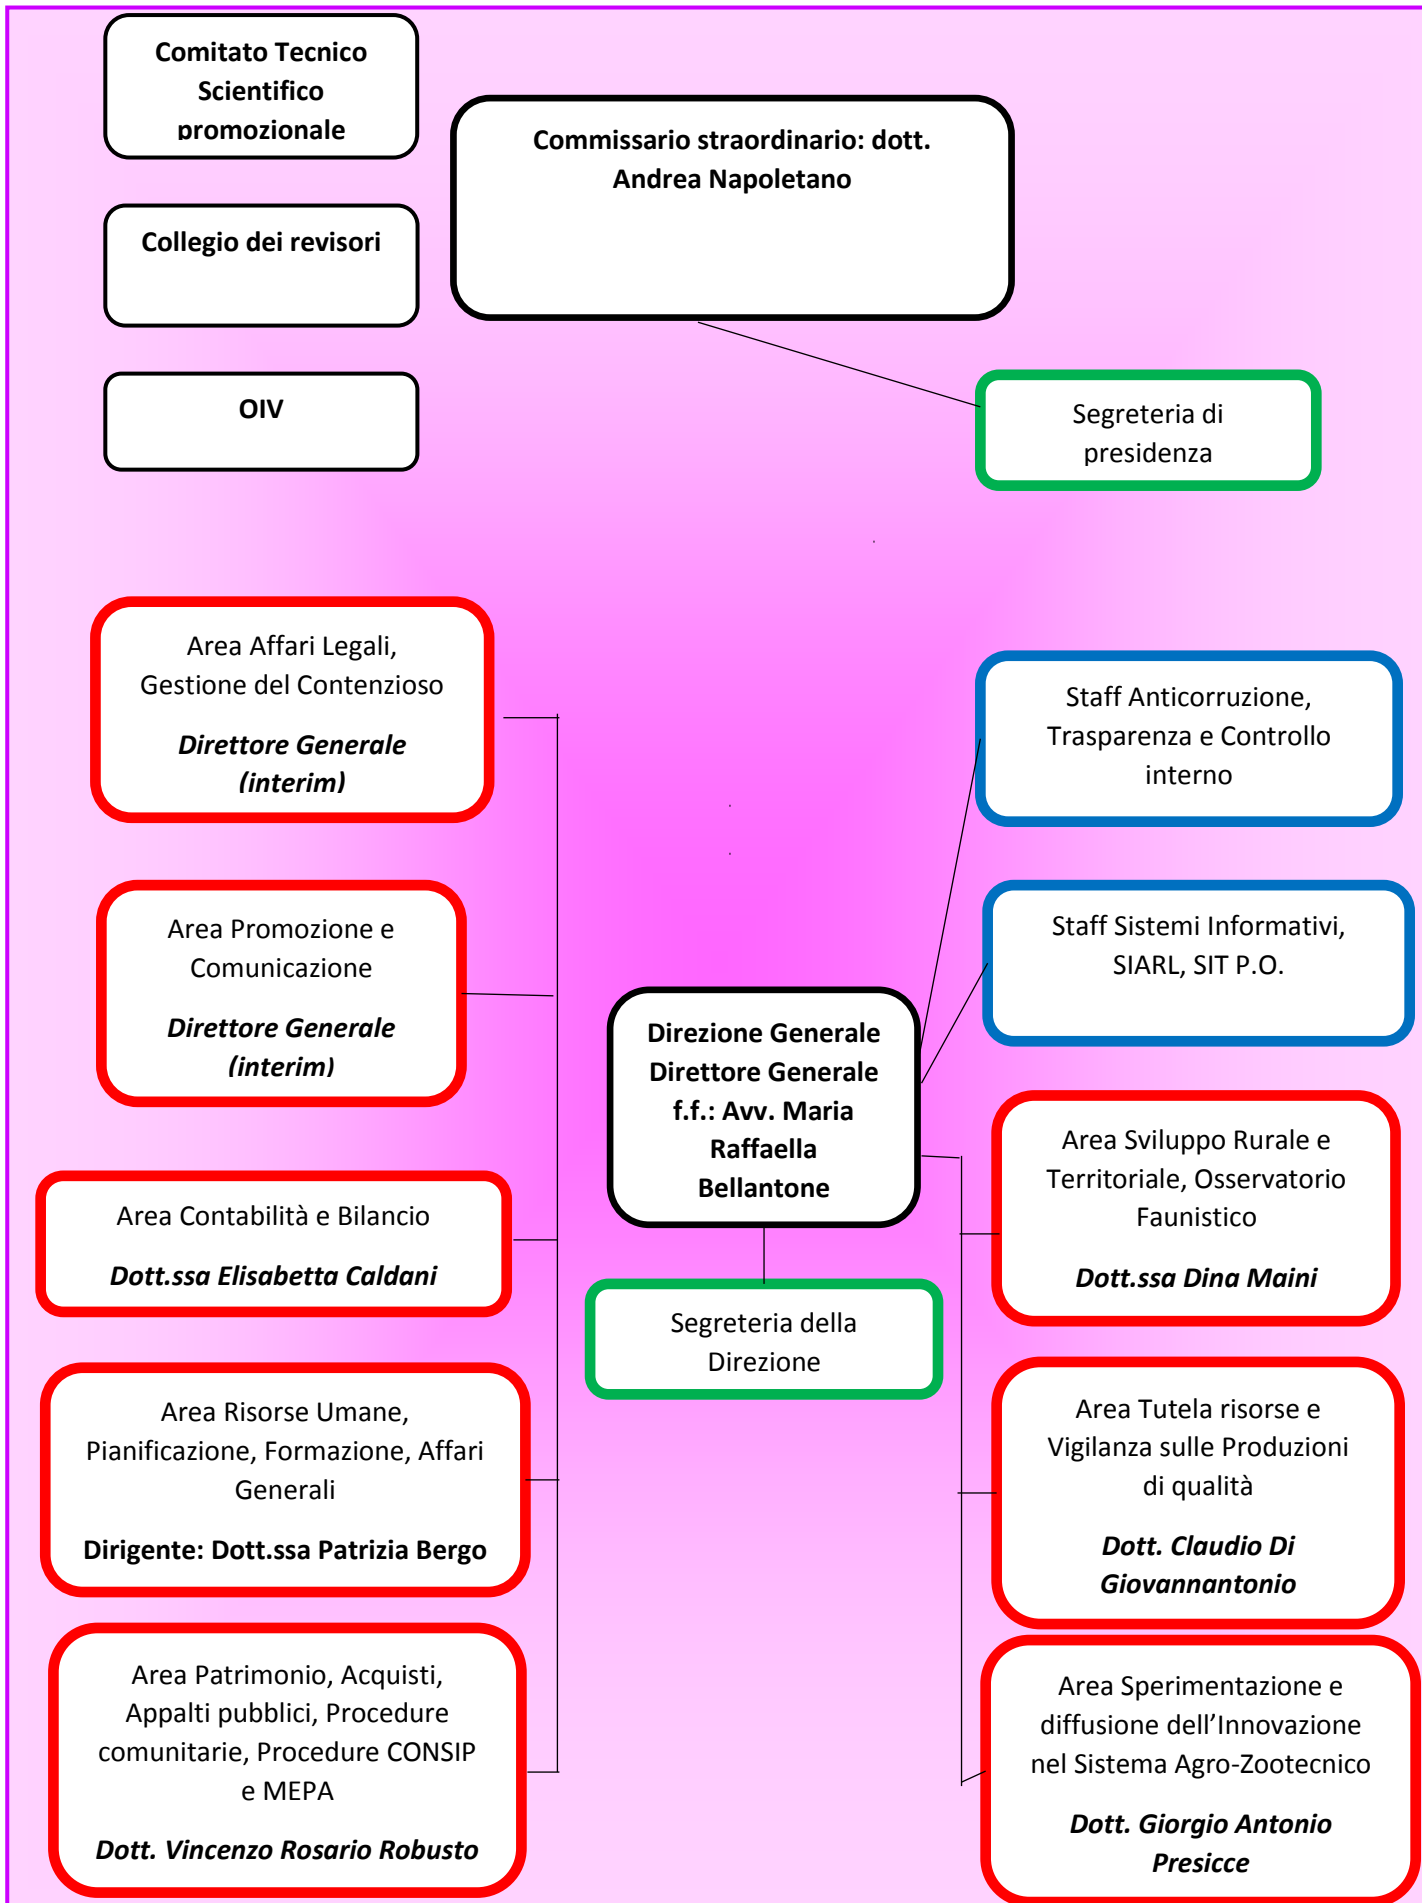 Comitato Tecnico
Scientifico
promozionale
Commissario straordinario: dott.
Andrea Napoletano
Collegio dei revisori
OIV
Segreteria di
presidenza
Area Affari Legali,
Gestione del Contenzioso
Direttore Generale
(interim)
Staff Anticorruzione,
Trasparenza e Controllo
interno
Area Promozione e
Comunicazione
Direttore Generale
(interim)
Staff Sistemi Informativi,
SIARL, SIT P.O.
Direzione Generale
Direttore Generale
f.f.: Avv. Maria
Raffaella
Bellantone
Area Sviluppo Rurale e
Territoriale, Osservatorio
Faunistico
Dott.ssa Dina Maini
Area Contabilità e Bilancio
Dott.ssa Elisabetta Caldani
Segreteria della
Direzione
Area Risorse Umane,
Pianificazione, Formazione, Affari
Generali
Dirigente: Dott.ssa Patrizia Bergo
Area Tutela risorse e
Vigilanza sulle Produzioni
di qualità
Dott. Claudio Di
Giovannantonio
Area Patrimonio, Acquisti,
Appalti pubblici, Procedure
comunitarie, Procedure CONSIP
e MEPA
Dott. Vincenzo Rosario Robusto
Area Sperimentazione e
diffusione dell’Innovazione
nel Sistema Agro-Zootecnico
Dott. Giorgio Antonio
Presicce